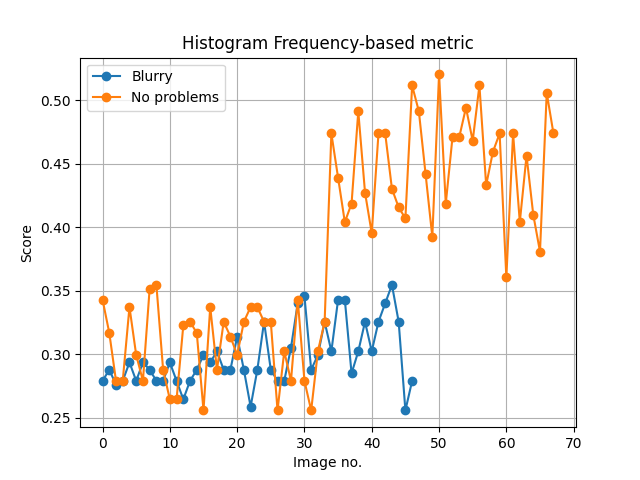 Histogram Frequency-based metric
Blurry
No problems
Score
0.50
0.45
0.40
0.35
0.30
0.25
0 10 20 30 40 50 60 70
Image no.